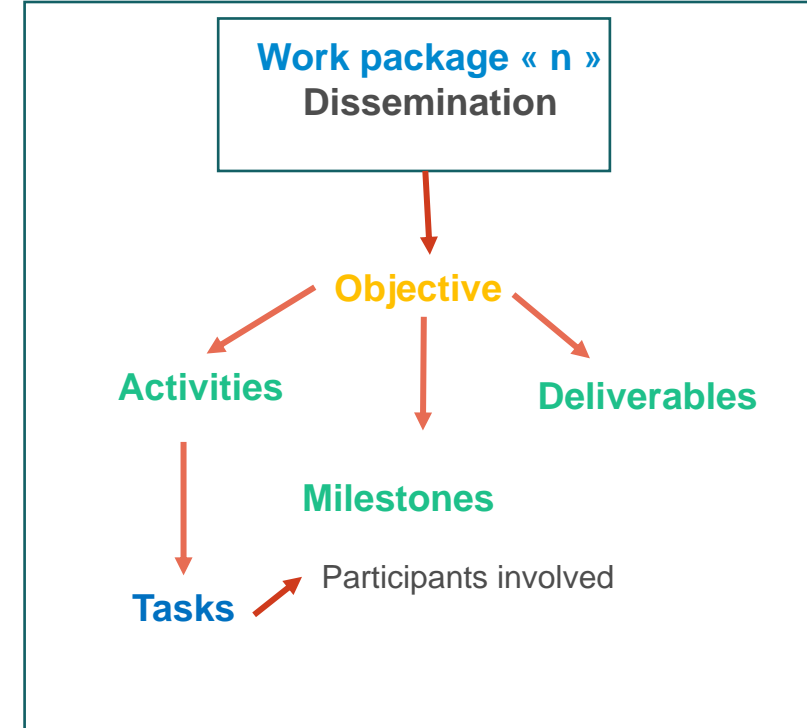 Work package « n »
Dissemination
Objective
Activities
Deliverables
Milestones
Participants involved
Tasks